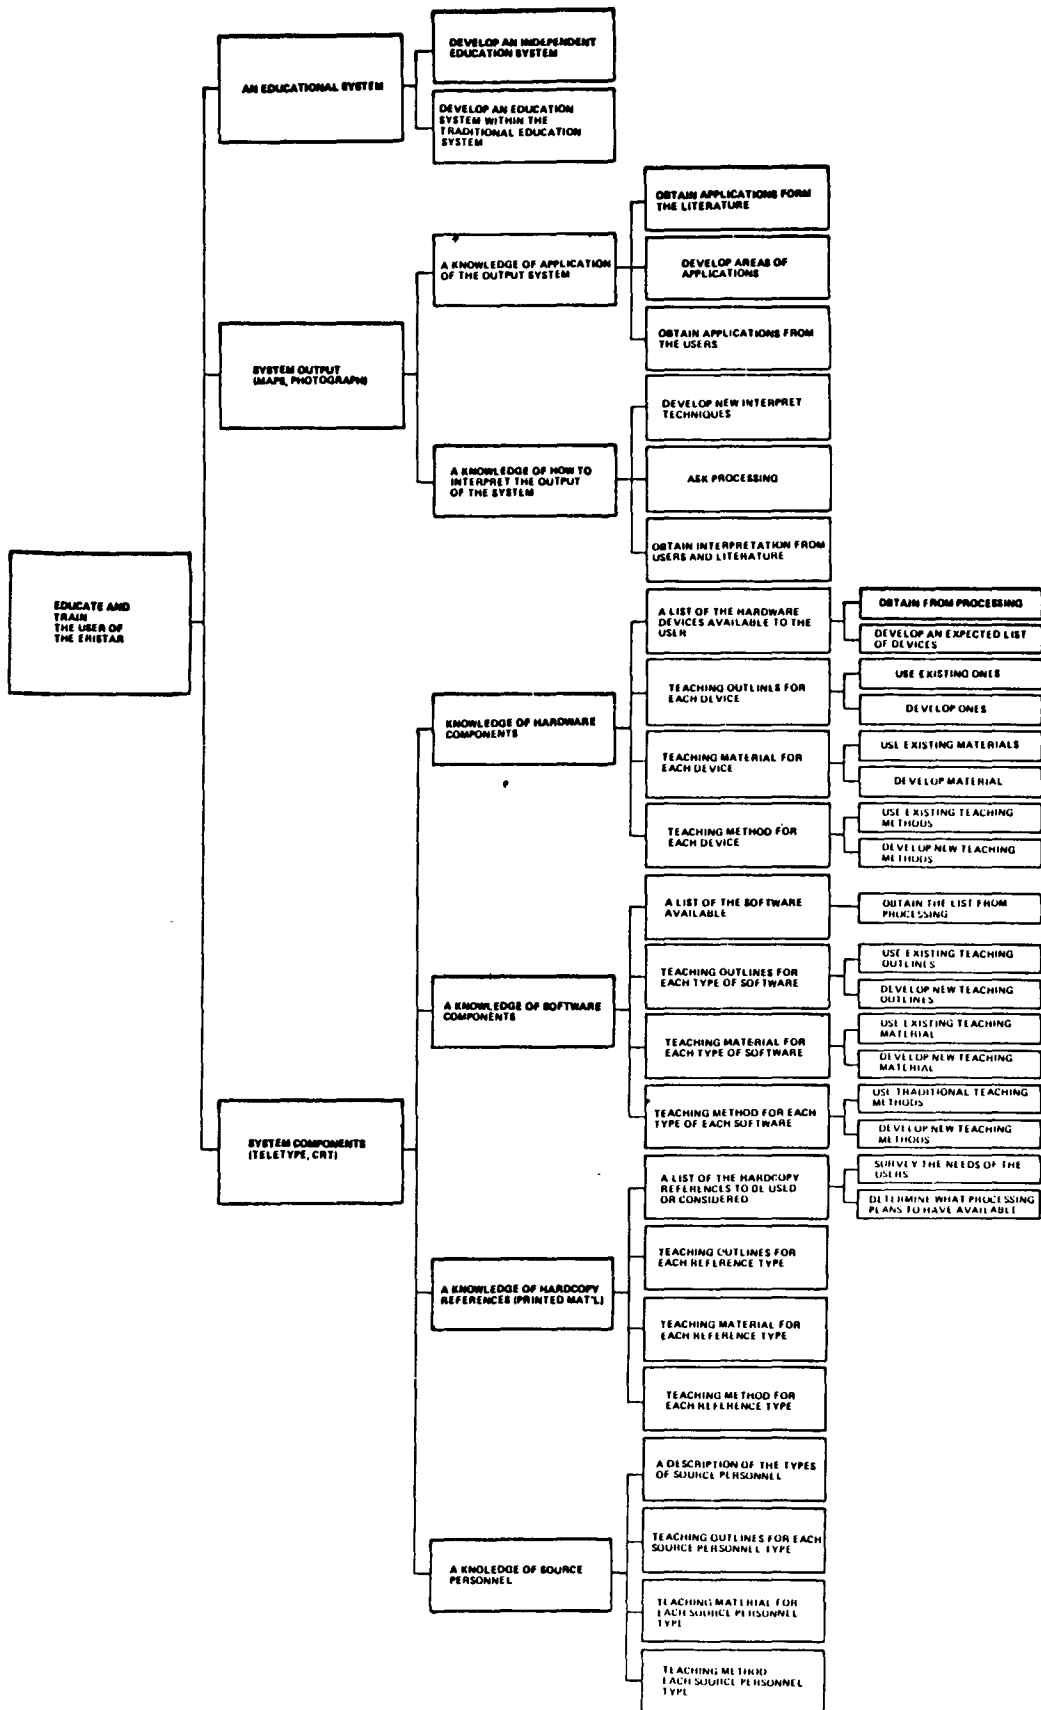 DEVELOP AN INDEPENDENT
EDUCATION SYSTEM
AN EDUCATIONAL SYSTEM
DEVELOP AN EDUCATION
SYSTEM WITHIN THE
TRADITIONAL EDUCATION
SYSTEM
OBTAIN APPLICATIONS FORM
THE LITERATURE
A KNOWLEDGE OF APPLICATION
OF THE OUTPUT SYSTEM
DEVELOP AREAS OF
APPLICATIONS
OBTAIN APPLICATIONS FROM
THE USERS
SYSTEM OUTPUT
(MAPS, PHOTOGRAPH)
DEVELOP NEW INTERPRET
TECHNIQUES
A KNOWLEDGE OF HOW TO
INTERPRET THE OUTPUT
OF THE SYSTEM
ASK PROCESSING
OBTAIN INTERPRETATION FROM
USERS AND LITERATURE
EDUCATE AND
TRAIN
THE USER OF
THE ERISTAR
A LIST OF THE HARDWARE
DEVICES AVAILABLE TO THE
USER
OBTAIN FROM PROCESSING
DEVELOP AN EXPECTED LIST
OF DEVICES
TEACHING OUTLINES FOR
EACH DEVICE
USE EXISTING ONES
DEVELOP ONES
KNOWLEDGE OF HARDWARE
COMPONENTS
TEACHING MATERIAL FOR
EACH DEVICE
USE EXISTING MATERIALS
DEVELOP MATERIAL
TEACHING METHOD FOR
EACH DEVICE
USE EXISTING TEACHING
METHODS
DEVELOP NEW TEACHING
METHODS
A LIST OF THE SOFTWARE
AVAILABLE
OBTAIN THE LIST FROM
PROCESSING
TEACHING OUTLINES FOR
EACH TYPE OF SOFTWARE
USE EXISTING TEACHING
OUTLINES
DEVELOP NEW TEACHING
OUTLINES
A KNOWLEDGE OF SOFTWARE
COMPONENTS
TEACHING MATERIAL FOR
EACH TYPE OF SOFTWARE
USE EXISTING TEACHING
MATERIAL
DEVELOP NEW TEACHING
MATERIAL
TEACHING METHOD FOR EACH
TYPE OF EACH SOFTWARE
USE TRADITIONAL TEACHING
METHODS
DEVELOP NEW TEACHING
METHODS
SYSTEM COMPONENTS
(TELETYPE, CRT)
A LIST OF THE HARDCOPY
REFERENCES TO BE USED
OR CONSIDERED
SURVEY THE NEEDS OF THE
USERS
DETERMINE WHAT PROCESSING
PLANS TO HAVE AVAILABLE
TEACHING OUTLINES FOR
EACH REFERENCE TYPE
A KNOWLEDGE OF HARDCOPY
REFERENCES (PRINTED MAT'L)
TEACHING MATERIAL FOR
EACH REFERENCE TYPE
TEACHING METHOD FOR
EACH REFERENCE TYPE
A DESCRIPTION OF THE TYPES
OF SOURCE PERSONNEL
TEACHING OUTLINES FOR EACH
SOURCE PERSONNEL TYPE
A KNOLEDGE OF SOURCE
PERSONNEL
TEACHING MATERIAL FOR
EACH SOURCE PERSONNEL
TYPE
TEACHING METHOD
EACH SOURCE PERSONNEL
TYPE